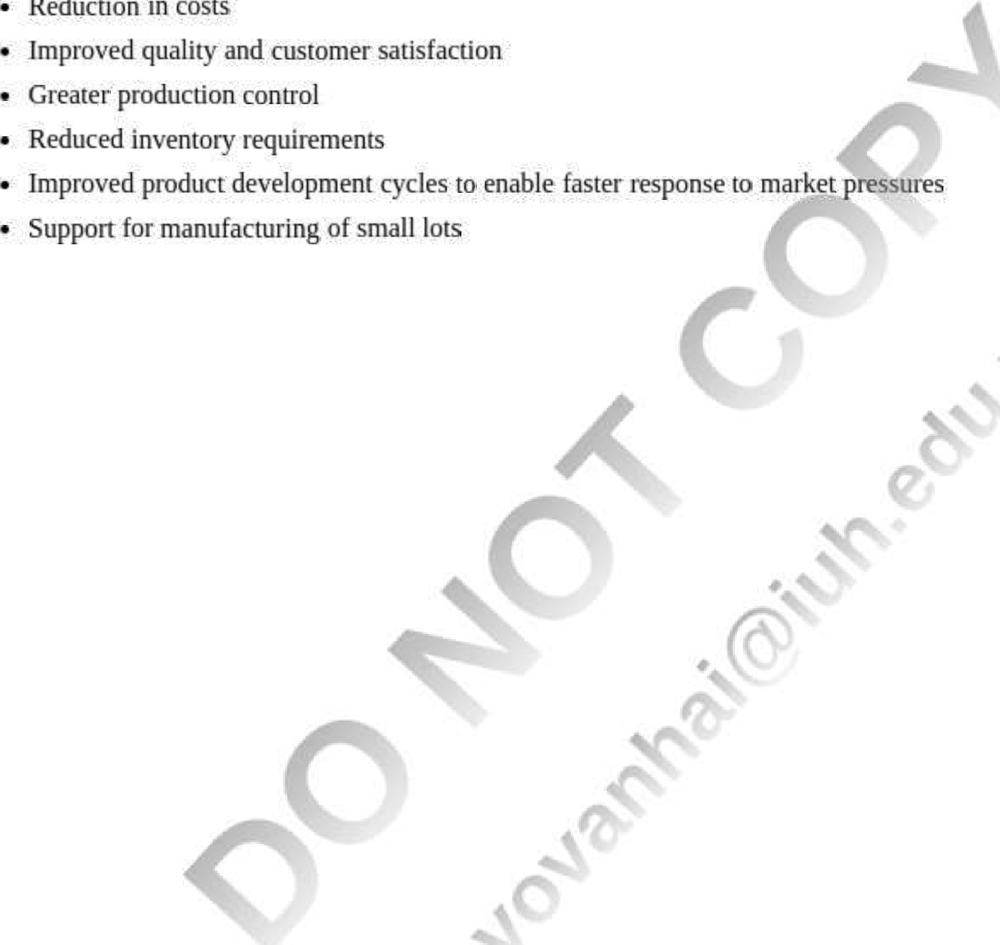 • Reduction in costs
• Improved quality and customer satisfaction
• Greater production control
• Reduced inventory requirements
• Improved product development cycles to enable faster response to market pressures
• Support for manufacturing of small lots
DO NOT COPY
vovanhai@iuh.edu.